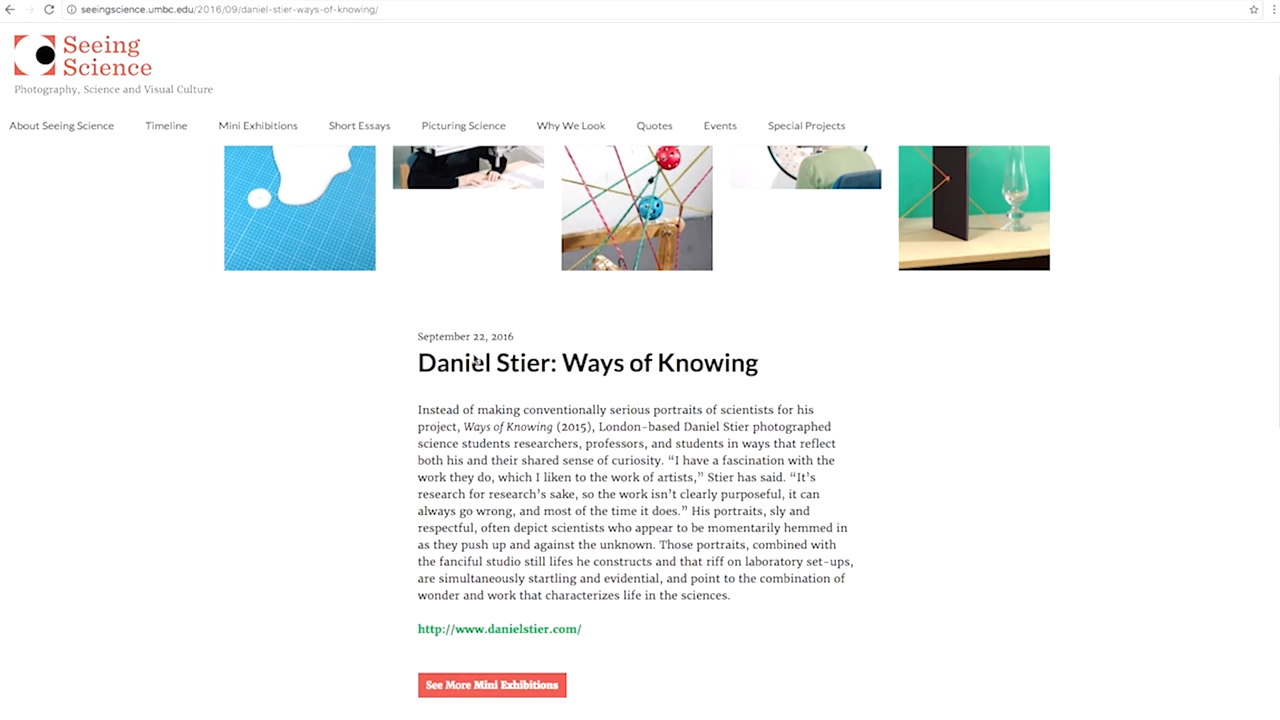 seeingscience.umbc.edu/2016/09/daniel-stier-ways-of-knowing/
Seeing
Science
Photography, Science and Visual Culture
About Seeing Science Timeline Mini Exhibitions Short Essays Picturing Science Why We Look Quotes Events Special Projects
September 22, 2016
Daniel Stier: Ways of Knowing
Instead of making conventionally serious portraits of scientists for his
project, Ways of Knowing (2015), London-based Daniel Stier photographed
science students researchers, professors, and students in ways that reflect
both his and their shared sense of curiosity. “I have a fascination with the
work they do, which I liken to the work of artists,” Stier has said. “It’s
research for research’s sake, so the work isn’t clearly purposeful, it can
always go wrong, and most of the time it does.” His portraits, sly and
respectful, often depict scientists who appear to be momentarily hemmed in
as they push up and against the unknown. Those portraits, combined with
the fanciful studio still lifes he constructs and that riff on laboratory set-ups,
are simultaneously startling and evidential, and point to the combination of
wonder and work that characterizes life in the sciences.
http://www.danielstier.com/
See More Mini Exhibitions